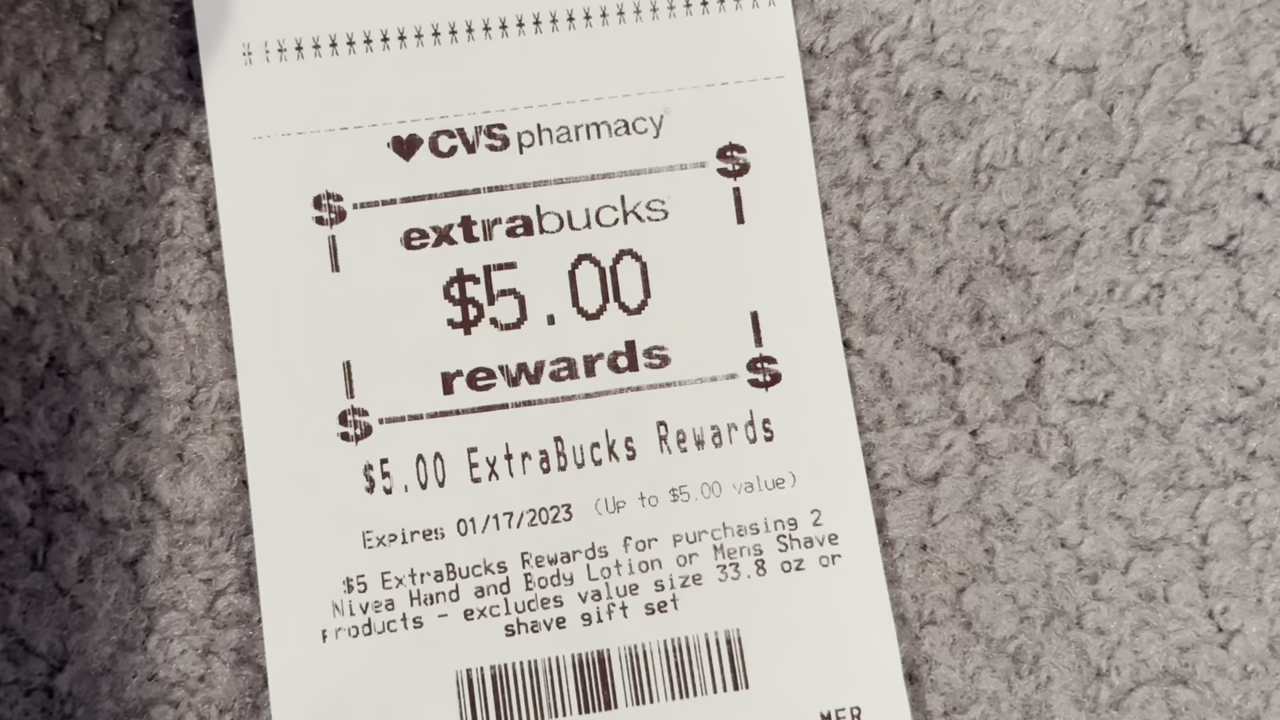 CVS pharmacy
extrabucks
$5.00
rewards
$5.00 ExtraBucks Rewards
Expires 01/17/2023 (Up to $5.00 value)
$5 ExtraBucks Rewards for purchasing 2
Nivea Hand and Body Lotion or Mens Shave
Products - excludes value size 33.8 oz or
shave gift set